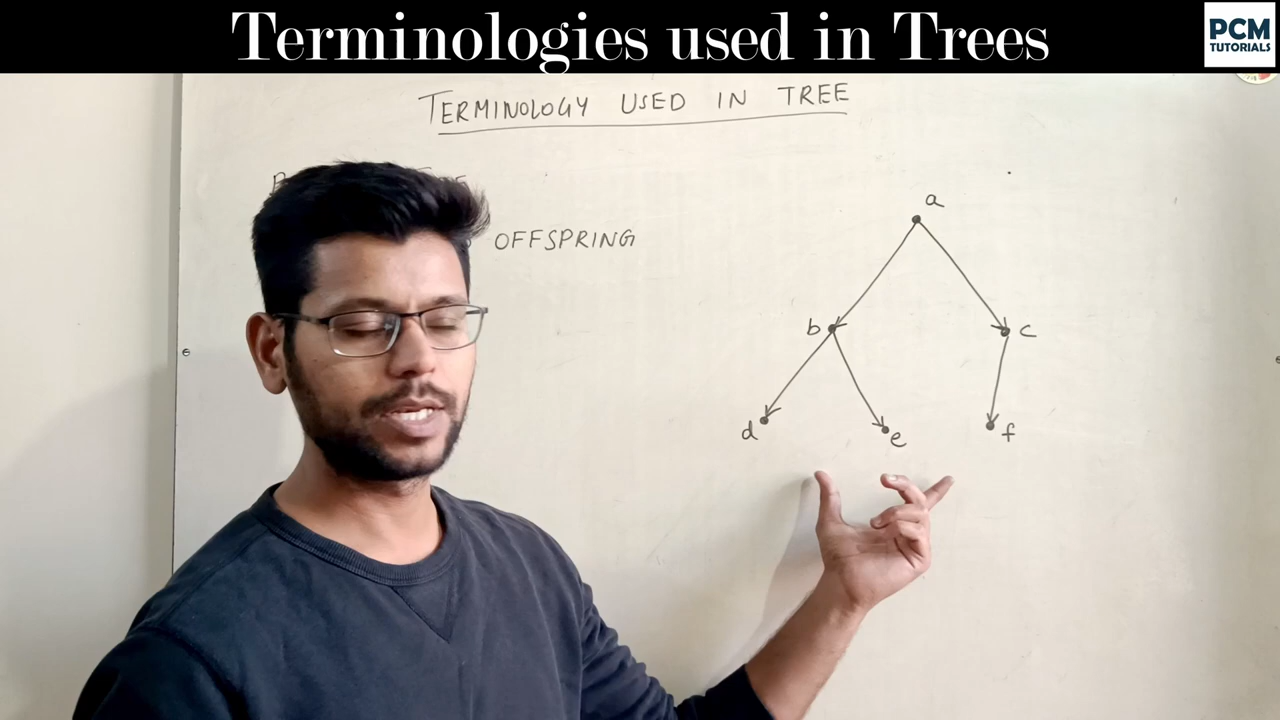 Terminologies used in Trees
PCM
TUTORIALS
TERMINOLOGY USED IN TREE
OFFSPRING
a
b
c
d
e
f